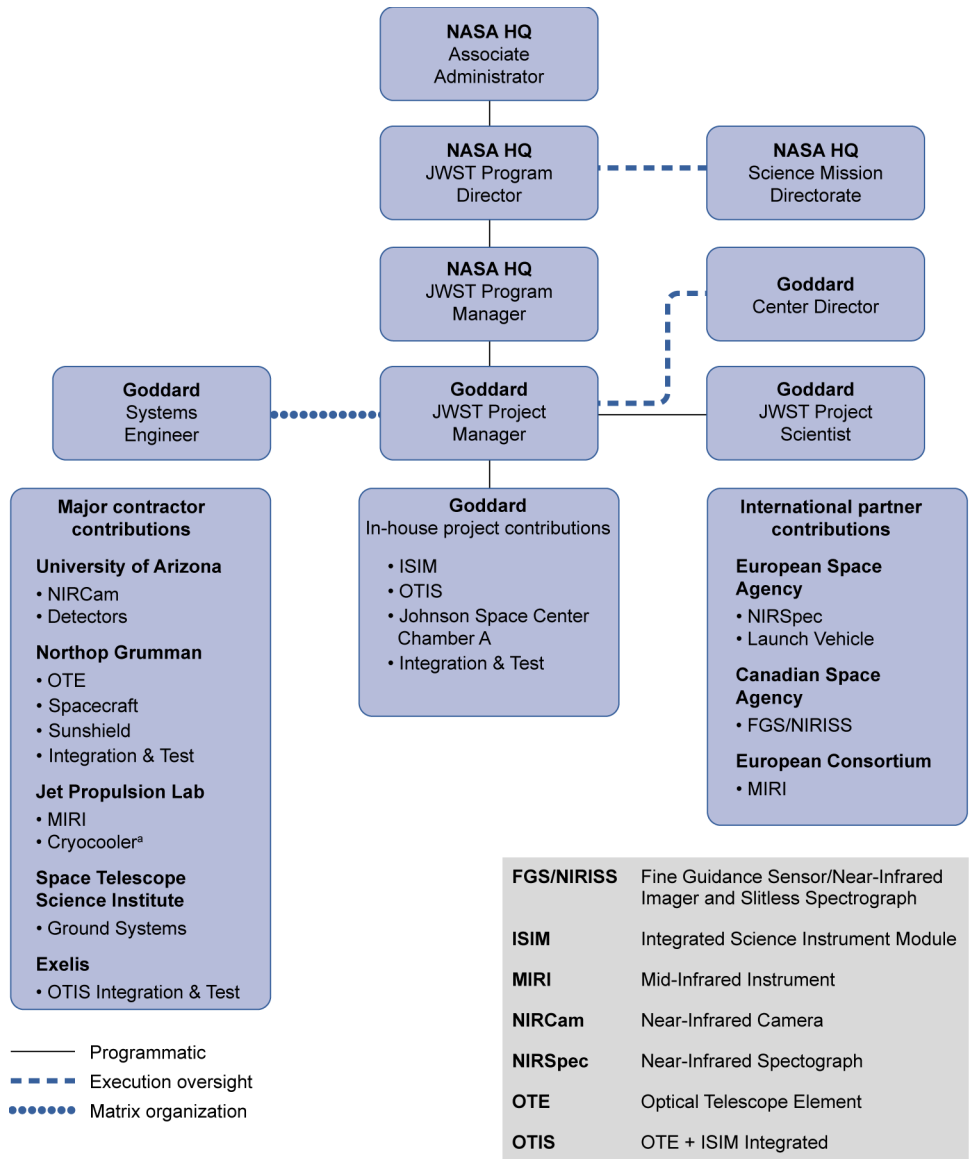 NASA HQ
Associate
Administrator
NASA HQ
JWST Program
Director
NASA HQ
Science Mission
Directorate
NASA HQ
JWST Program
Manager
Goddard
Center Director
Goddard
Systems
Engineer
Goddard
JWST Project
Manager
Goddard
JWST Project
Scientist
Major contractor
contributions
University of Arizona
• NIRCam
• Detectors
Northop Grumman
• OTE
• Spacecraft
• Sunshield
• Integration & Test
Jet Propulsion Lab
• MIRI
• Cryocoolerᵃ
Space Telescope
Science Institute
• Ground Systems
Exelis
• OTIS Integration & Test
Goddard
In-house project contributions
• ISIM
• OTIS
• Johnson Space Center
Chamber A
• Integration & Test
International partner
contributions
European Space
Agency
• NIRSpec
• Launch Vehicle
Canadian Space
Agency
• FGS/NIRISS
European Consortium
• MIRI
Programmatic
Execution oversight
Matrix organization
FGS/NIRISS Fine Guidance Sensor/Near-Infrared
Imager and Slitless Spectrograph
ISIM Integrated Science Instrument Module
MIRI Mid-Infrared Instrument
NIRCam Near-Infrared Camera
NIRSpec Near-Infrared Spectograph
OTE Optical Telescope Element
OTIS OTE + ISIM Integrated